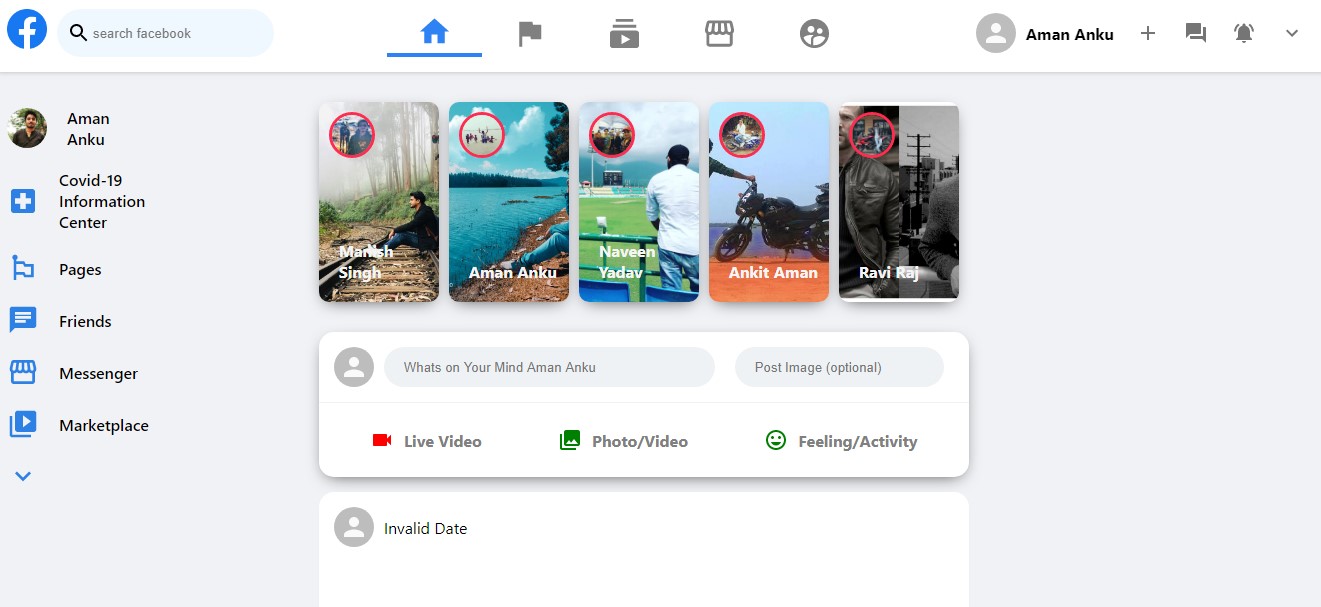 search facebook
Aman Anku
Aman
Anku
Covid-19
Information
Center
Pages
Friends
Messenger
Marketplace
Manish
Singh
Aman Anku
Naveen
Yadav
Ankit Aman
Ravi Raj
Whats on Your Mind Aman Anku
Post Image (optional)
Live Video
Photo/Video
Feeling/Activity
Invalid Date